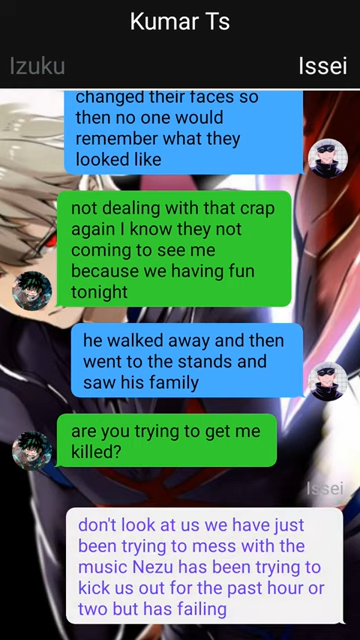 Kumar Ts
Izuku
Issei
changed their faces so
then no one would
remember what they
looked like
not dealing with that crap
again I know they not
coming to see me
because we having fun
tonight
he walked away and then
went to the stands and
saw his family
are you trying to get me
killed?
Issei
don't look at us we have just
been trying to mess with the
music Nezu has been trying to
kick us out for the past hour or
two but has failing